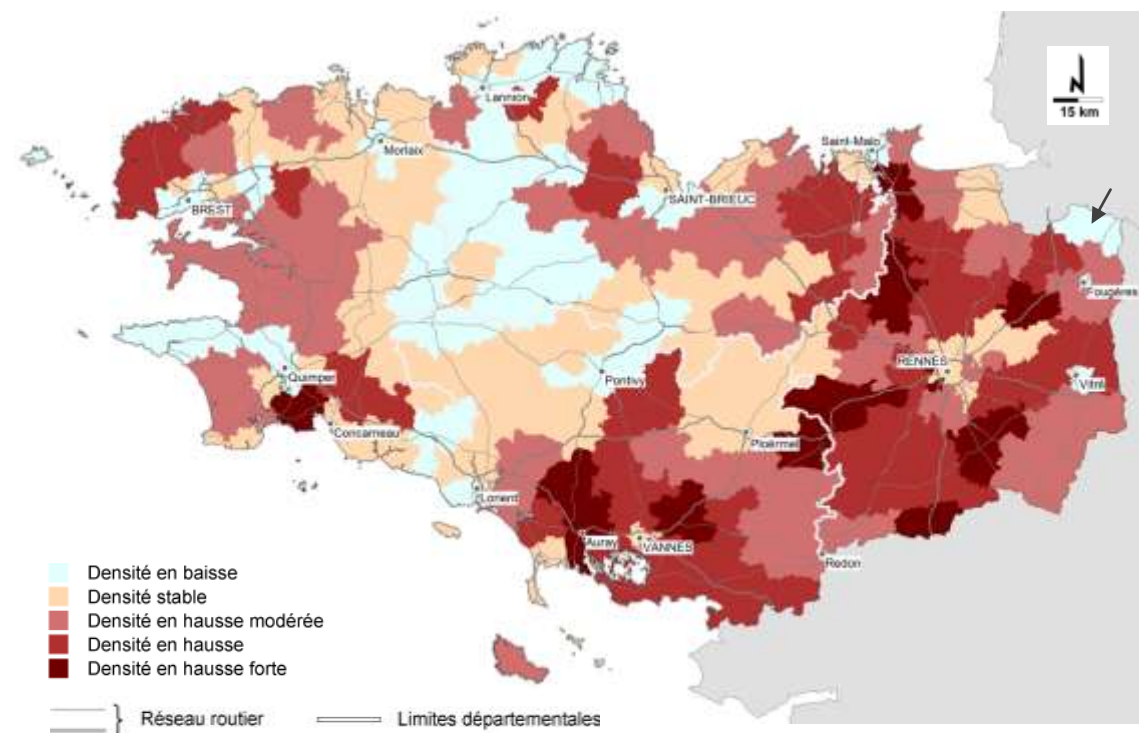 15 km
Lannion
Morlaix
Saint-Malo
BREST
SAINT-BRIEUC
Fougères
RENNES
Vitré
Quimper
Pontivy
Concarneau
Ploërmel
Lorient
Auray
VANNES
Redon
Densité en baisse
Densité stable
Densité en hausse modérée
Densité en hausse
Densité en hausse forte
} Réseau routier
Limites départementales